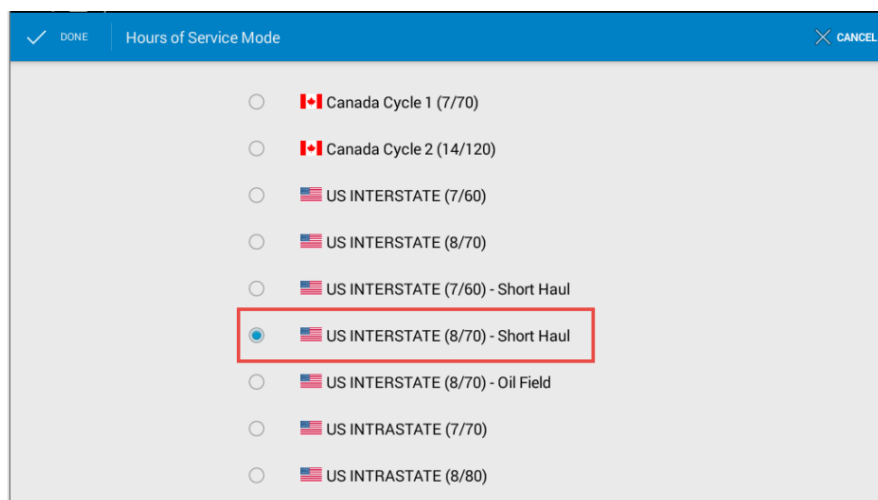 DONE Hours of Service Mode CANCEL
Canada Cycle 1 (7/70)
Canada Cycle 2 (14/120)
US INTERSTATE (7/60)
US INTERSTATE (8/70)
US INTERSTATE (7/60) - Short Haul
US INTERSTATE (8/70) - Short Haul
US INTERSTATE (8/70) - Oil Field
US INTRASTATE (7/70)
US INTRASTATE (8/80)